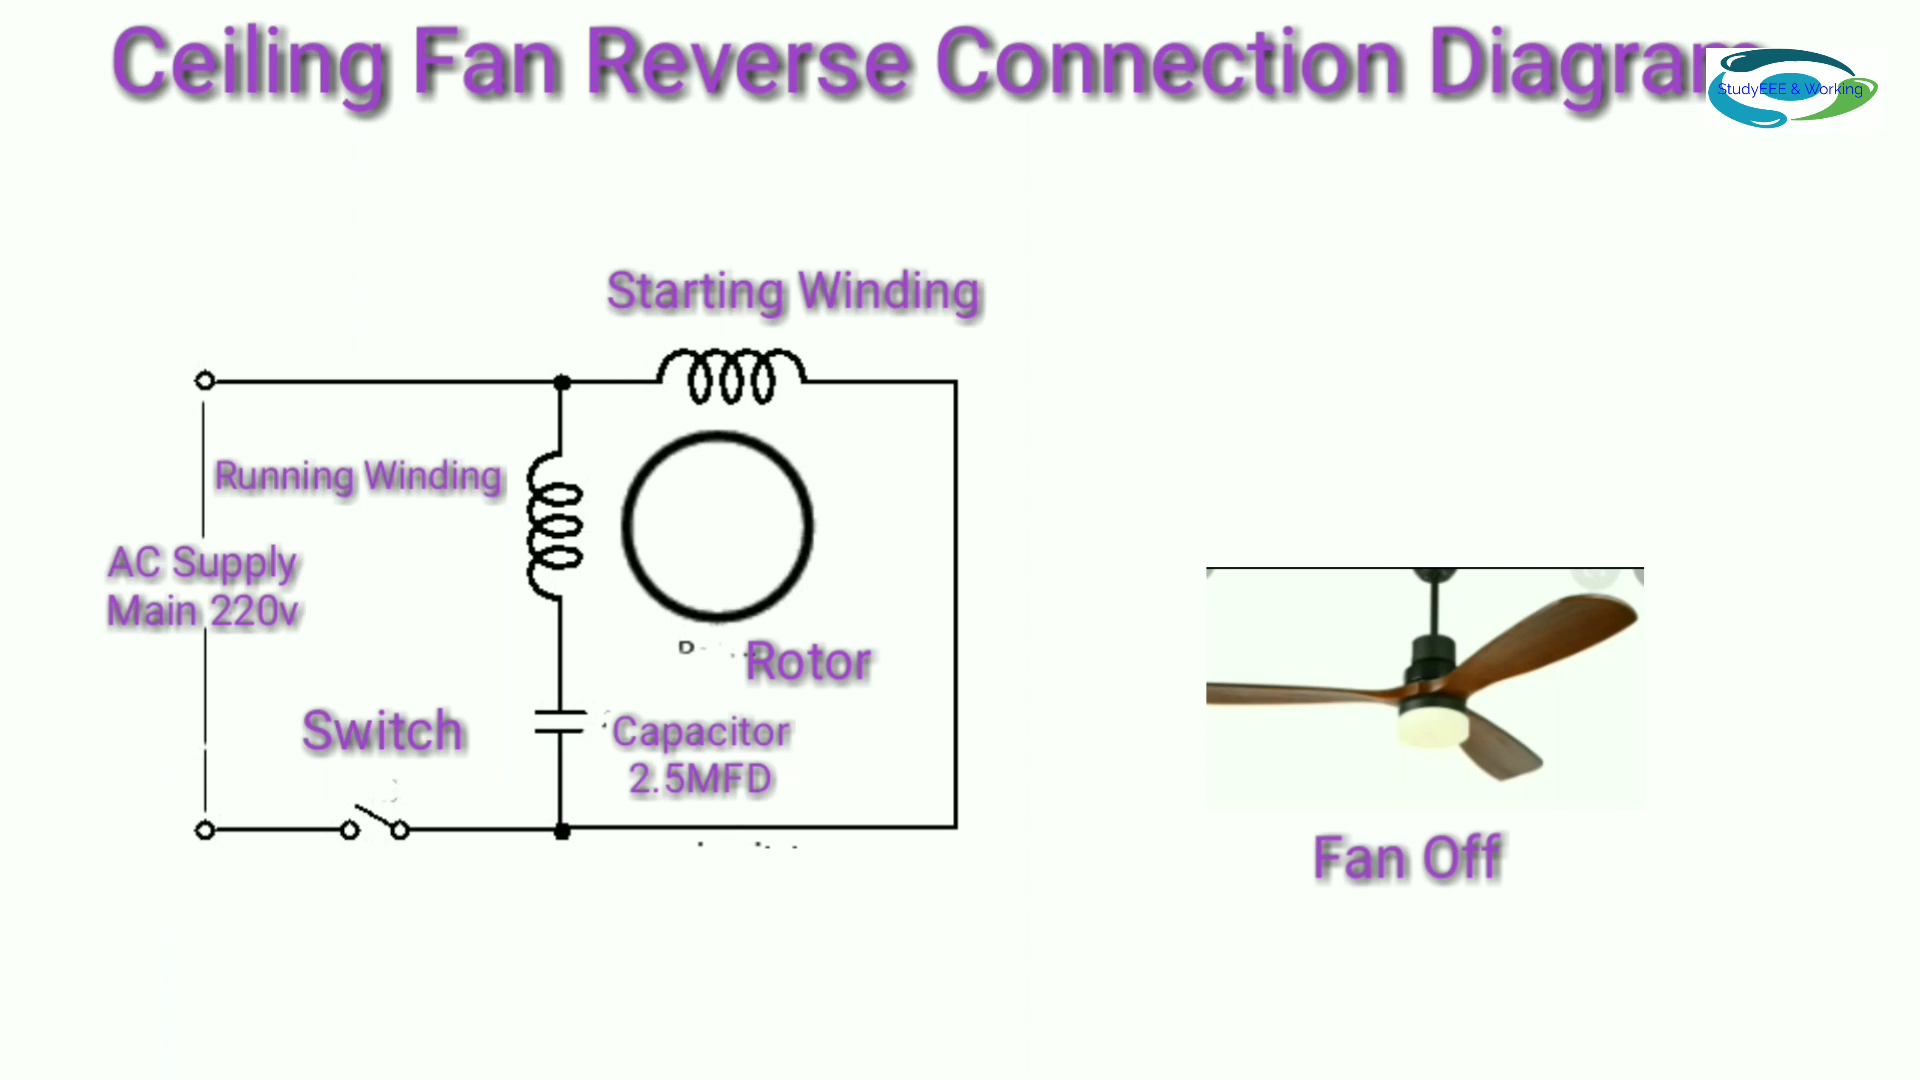 Ceiling Fan Reverse Connection Diagram
StudyEEE & Working
Starting Winding
Running Winding
AC Supply
Main 220v
Rotor
Switch
Capacitor
2.5MFD
Fan Off